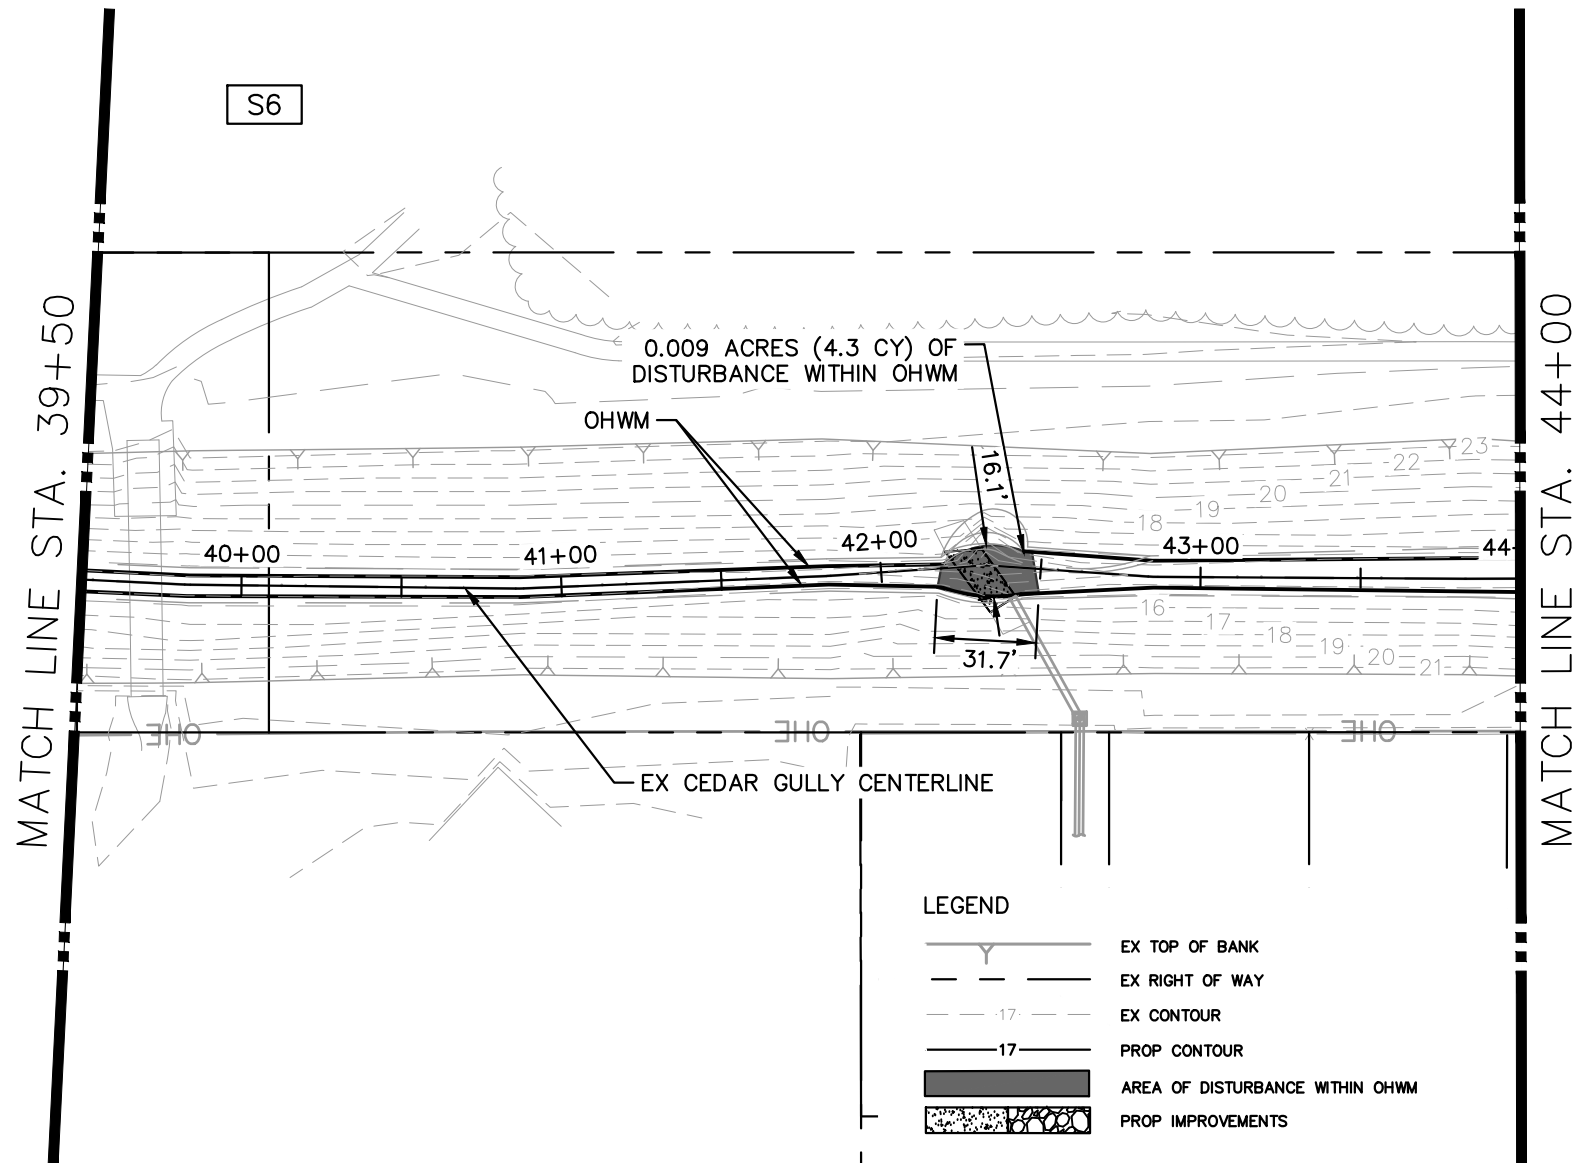 S6
MATCH LINE STA. 39+50
MATCH LINE STA. 44+00
0.009 ACRES (4.3 CY) OF
DISTURBANCE WITHIN OHWM
OHWM
16.1'
23
22
21
20
19
18
40+00
41+00
42+00
43+00
44-
16
17
18
19
20
21
31.7'
OHE
OHE
OHE
EX CEDAR GULLY CENTERLINE
LEGEND
EX TOP OF BANK
EX RIGHT OF WAY
17 EX CONTOUR
17 PROP CONTOUR
AREA OF DISTURBANCE WITHIN OHWM
PROP IMPROVEMENTS